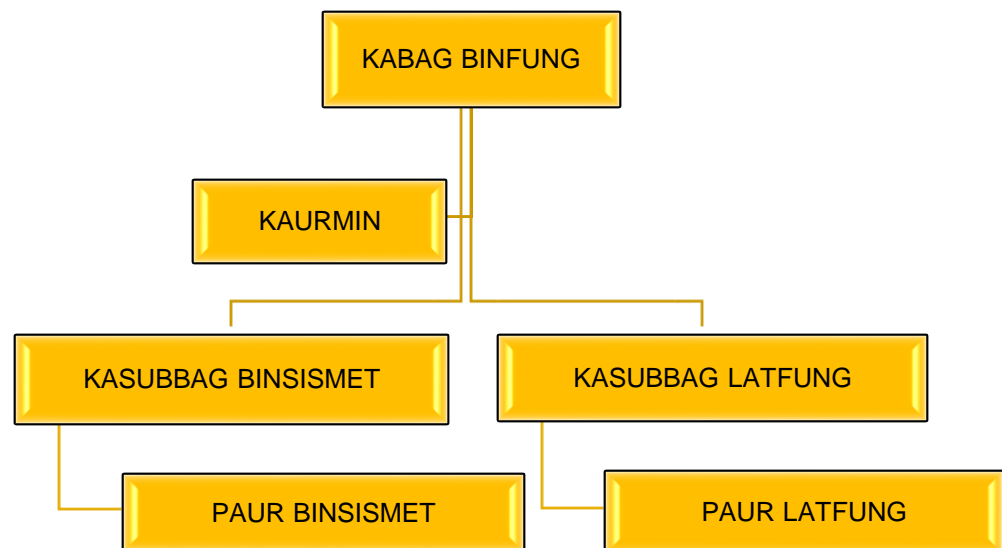 KABAG BINFUNG
KAURMIN
KASUBBAG BINSISMET
KASUBBAG LATFUNG
PAUR BINSISMET
PAUR LATFUNG